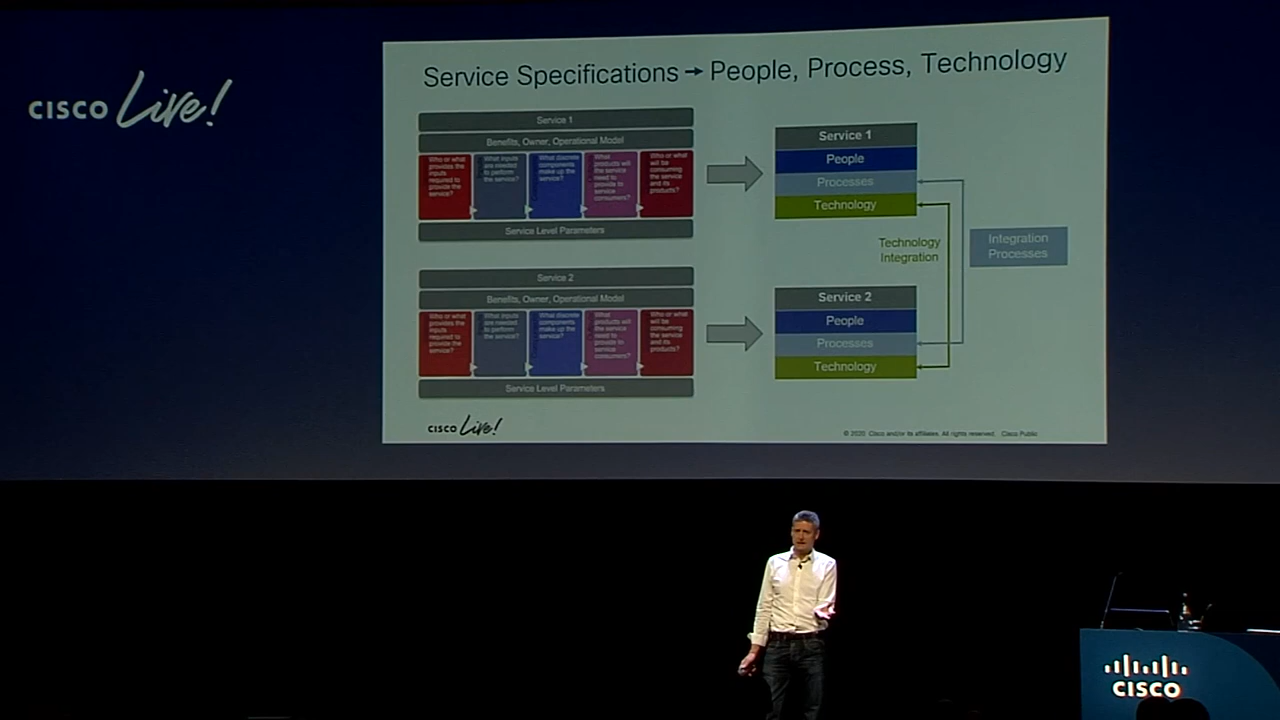 CISCO Live!
Service Specifications → People, Process, Technology
Service 1
Benefits, Owner, Operational Model
Who or what
provides the
inputs
required to
provide the
service?
What inputs
are needed
to perform
the service?
What discrete
components
make up the
service?
What
products will
the service
need to
provide to
service
consumers?
Who or what
will be
consuming
the service
and its
products?
Service Level Parameters
Service 2
Benefits, Owner, Operational Model
Who or what
provides the
inputs
required to
provide the
service?
What inputs
are needed
to perform
the service?
What discrete
components
make up the
service?
What
products will
the service
need to
provide to
service
consumers?
Who or what
will be
consuming
the service
and its
products?
Service Level Parameters
Service 1
People
Processes
Technology
Technology
Integration
Integration
Processes
Service 2
People
Processes
Technology
CISCO Live!
© 2020 Cisco and/or its affiliates. All rights reserved. Cisco Public
CISCO